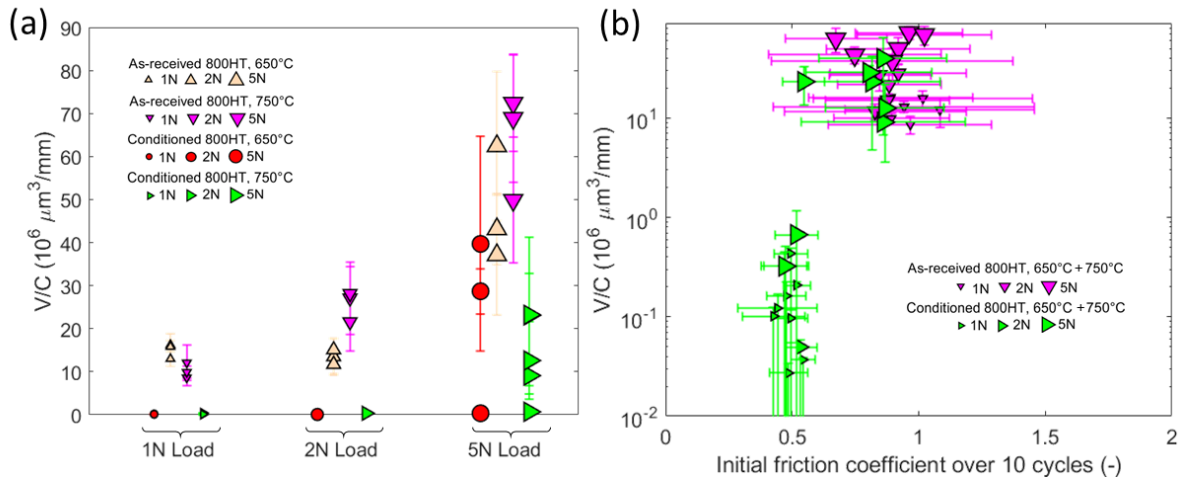 (a)
V/C (10⁶ μm³/mm)
90
80
70
60
50
40
30
20
10
0
As-received 800HT, 650°C
1N 2N 5N
As-received 800HT, 750°C
1N 2N 5N
Conditioned 800HT, 650°C
1N 2N 5N
Conditioned 800HT, 750°C
1N 2N 5N
1N Load 2N Load 5N Load
(b)
V/C (10⁶ μm³/mm)
10¹
10⁰
10⁻¹
10⁻²
As-received 800HT, 650°C+750°C
1N 2N 5N
Conditioned 800HT, 650°C +750°C
1N 2N 5N
0 0.5 1 1.5 2
Initial friction coefficient over 10 cycles (-)